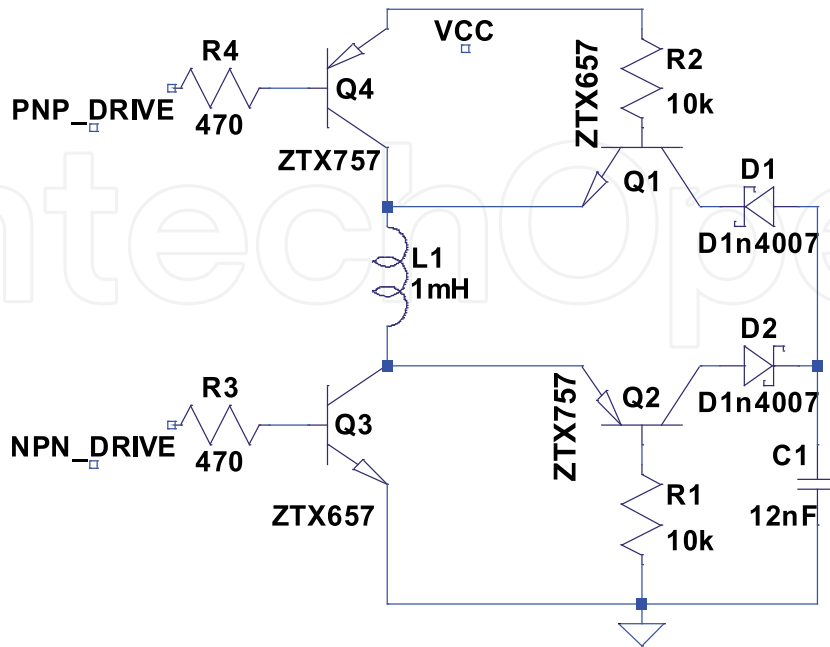 VCC
R4
PNP_DRIVE
470
Q4
ZTX757
ZTX657
R2
10k
Q1
D1
D1n4007
L1
1mH
D2
D1n4007
R3
NPN_DRIVE
470
Q3
ZTX657
ZTX757
Q2
R1
10k
C1
12nF
ntechOpe